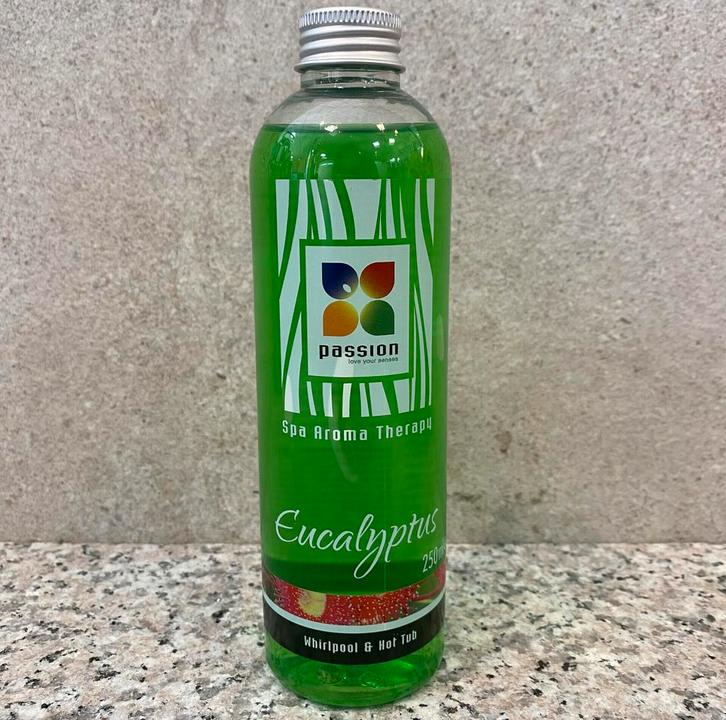 passion
love your senses
Spa Aroma Therapy
Eucalyptus
250ml
Whirlpool & Hot Tub